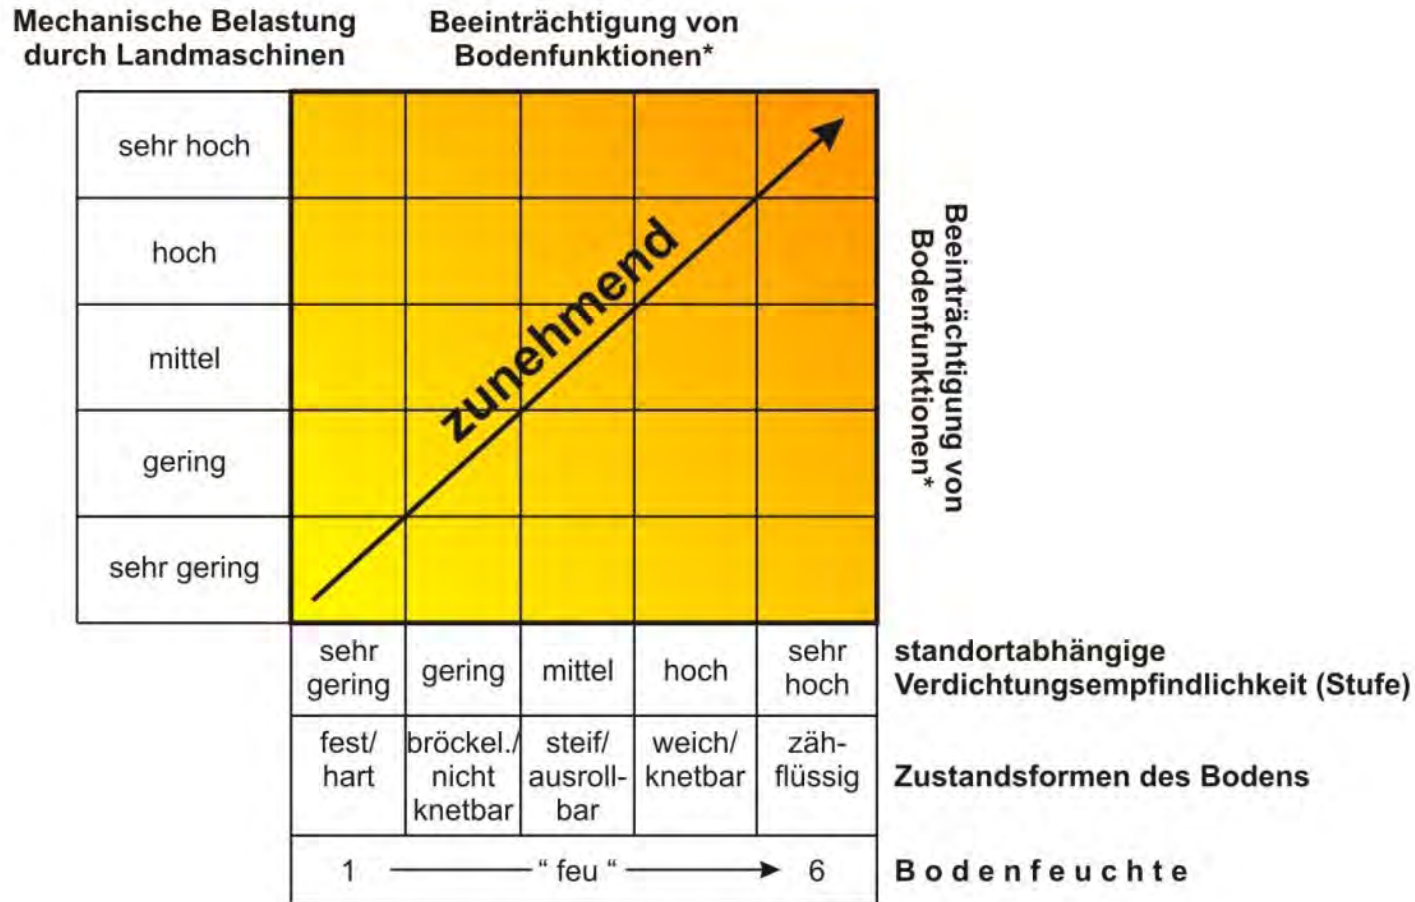 Mechanische Belastung
durch Landmaschinen
Beeinträchtigung von
Bodenfunktionen*
sehr hoch
hoch
mittel
gering
sehr gering
zunehmend
Beeinträchtigung von
Bodenfunktionen*
sehr
gering
gering
mittel
hoch
sehr
hoch
standortabhängige
Verdichtungsempfindlichkeit (Stufe)
fest/
hart
bröckel./
nicht
knetbar
steif/
ausroll-
bar
weich/
knetbar
zäh-
flüssig
Zustandsformen des Bodens
1 “ feu “ 6
Bodenfeuchte